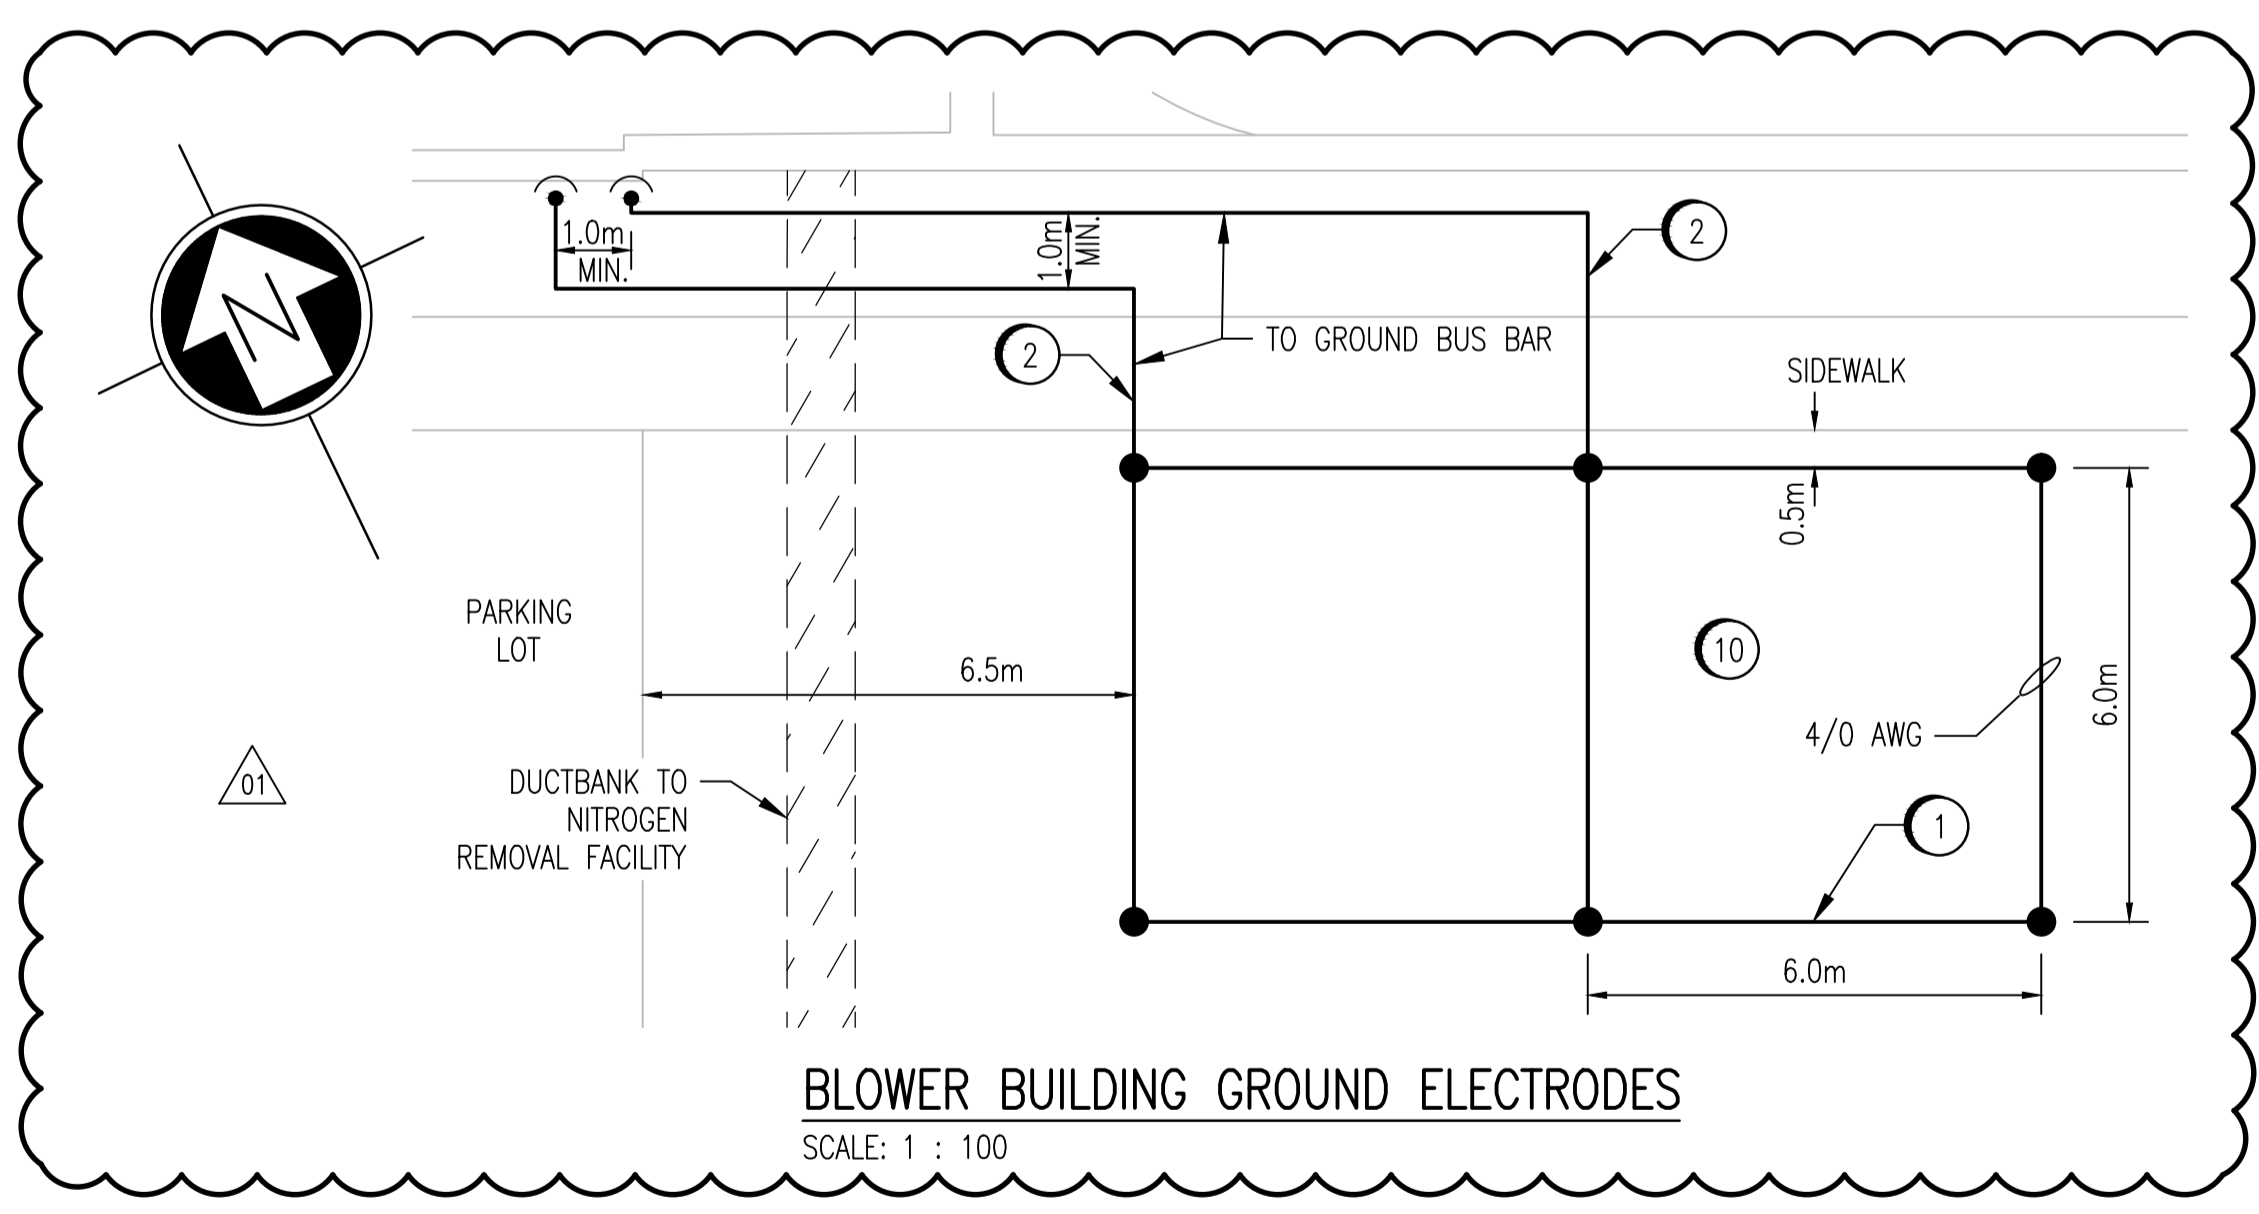 N
1.0m
MIN.
1.0m
MIN.
2
2
TO GROUND BUS BAR
SIDEWALK
0.5m
PARKING
LOT
6.5m
10
4/0 AWG
6.0m
01
DUCTBANK TO
NITROGEN
REMOVAL FACILITY
1
6.0m
BLOWER BUILDING GROUND ELECTRODES
SCALE: 1 : 100